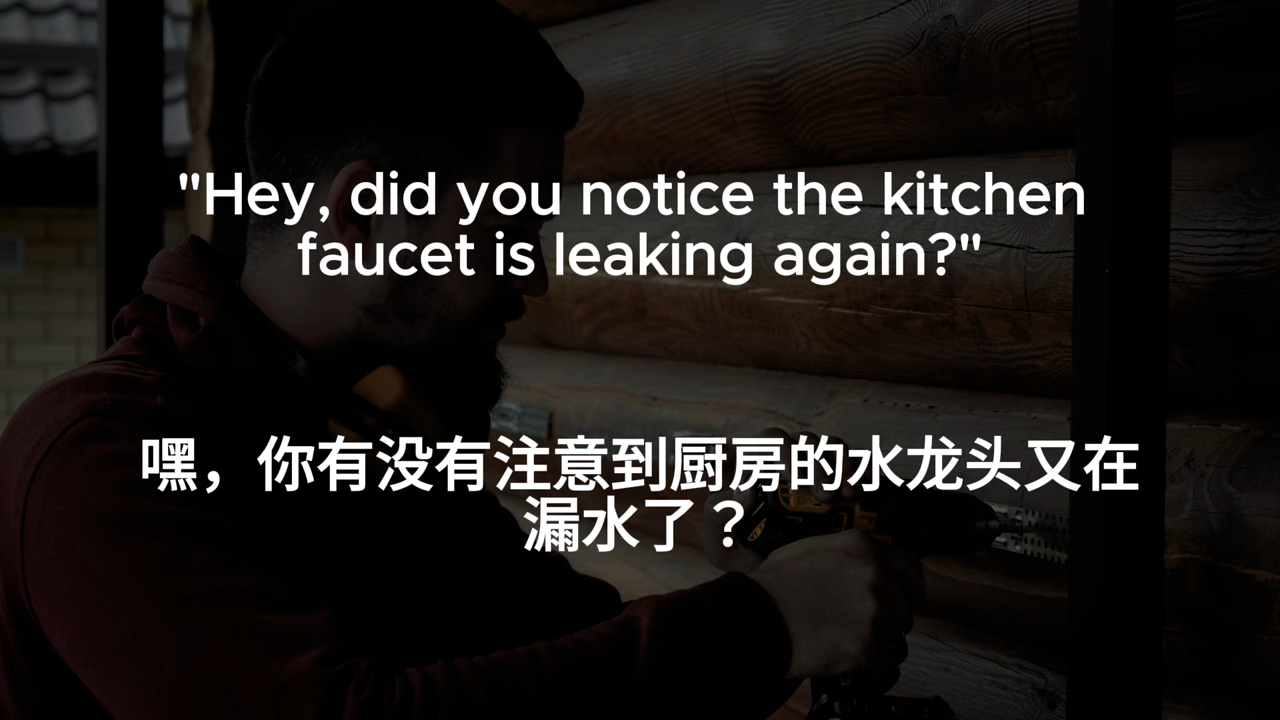 "Hey, did you notice the kitchen
faucet is leaking again?"
嘿，你有没有注意到厨房的水龙头又在
漏水了？